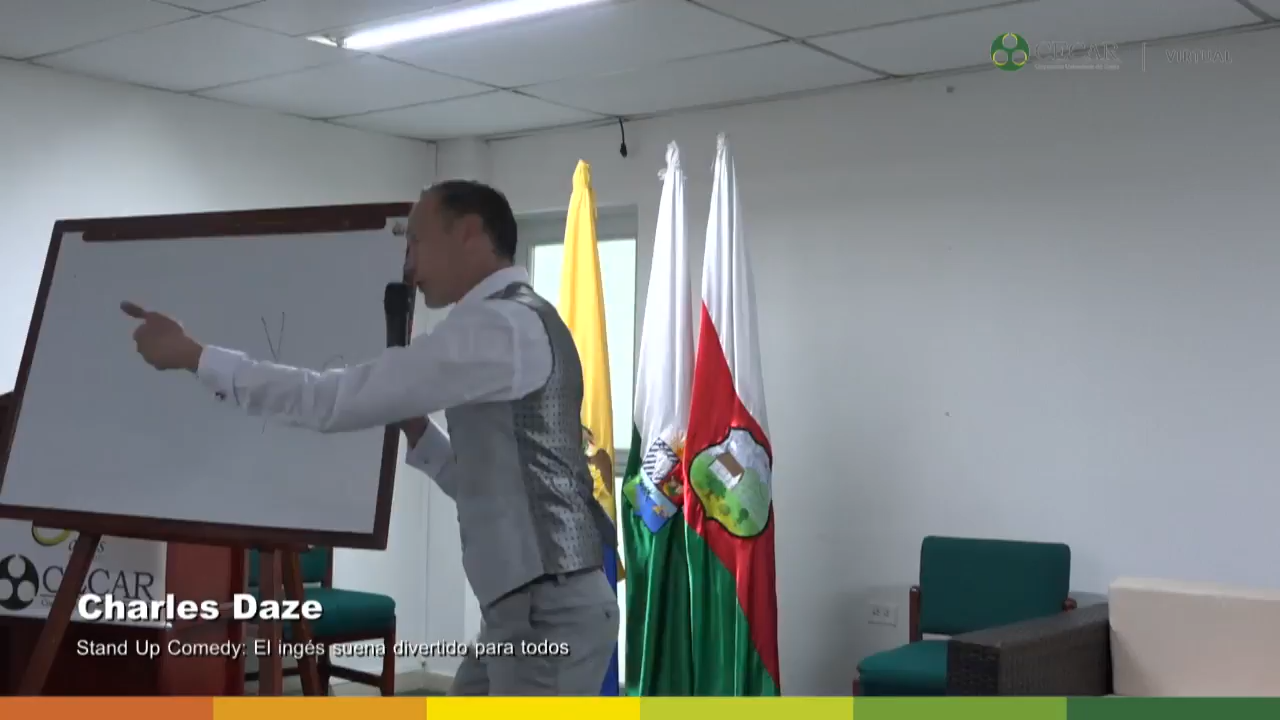 CECAR | VIRTUAL
V
CECAR
Charles Daze
Stand Up Comedy: El ingés suena divertido para todos